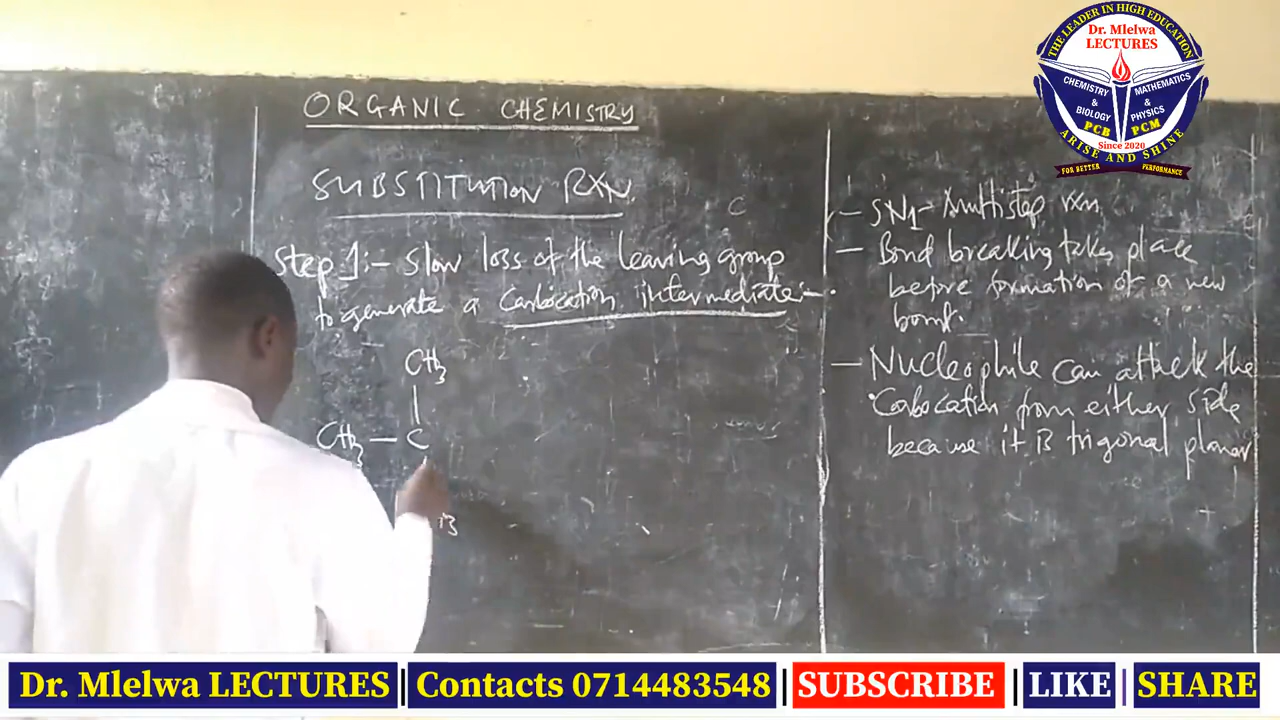 ORGANIC CHEMISTRY
SUBSTITUTION RXN.
Step 1:- Slow loss of the leaving group
to generate a Carbocation intermediate:-
CH3
CH3 — C
C
- SN1 - Multistep rxn
- Bond breaking takes place
before formation of a new
bond.
- Nucleophile can attack the
Carbocation from either side
because it is trigonal planar
THE LEADER IN HIGH EDUCATION
Dr. Mlelwa
LECTURES
CHEMISTRY
&
BIOLOGY
PCB
MATHEMATICS
&
PHYSICS
PCM
Since 2020
ARISE AND SHINE
FOR BETTER PERFORMANCE
Dr. Mlelwa LECTURES Contacts 0714483548 SUBSCRIBE LIKE SHARE